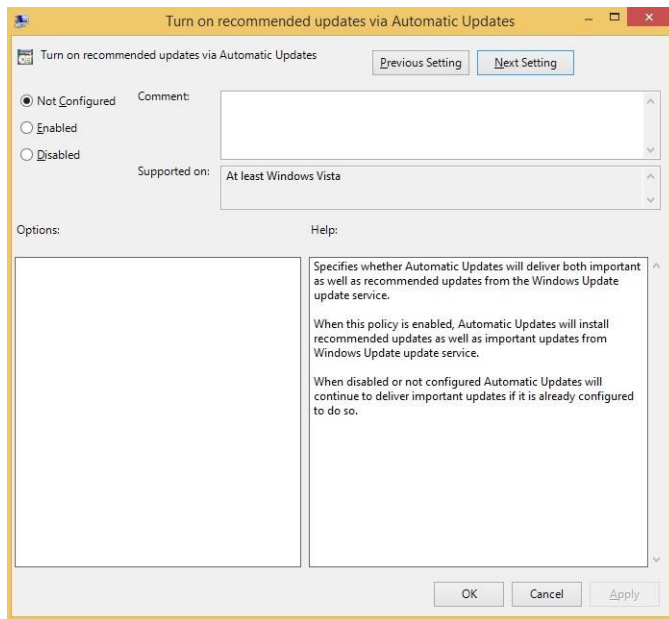 Turn on recommended updates via Automatic Updates
Turn on recommended updates via Automatic Updates
Previous Setting
Next Setting
Not Configured
Comment:
Enabled
Disabled
Supported on:
At least Windows Vista
Options:
Help:
Specifies whether Automatic Updates will deliver both important
as well as recommended updates from the Windows Update
update service.
When this policy is enabled, Automatic Updates will install
recommended updates as well as important updates from
Windows Update update service.
When disabled or not configured Automatic Updates will
continue to deliver important updates if it is already configured
to do so.
OK
Cancel
Apply